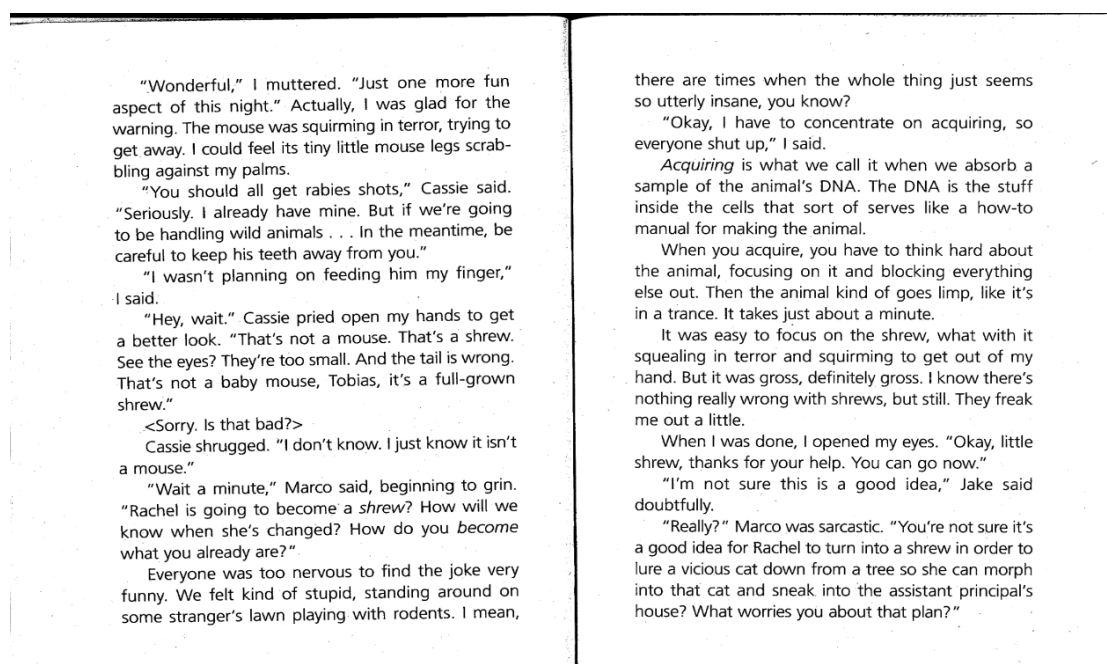 "Wonderful," I muttered. "Just one more fun
aspect of this night." Actually, I was glad for the
warning. The mouse was squirming in terror, trying to
get away. I could feel its tiny little mouse legs scrab-
bling against my palms.
"You should all get rabies shots," Cassie said.
"Seriously. I already have mine. But if we're going
to be handling wild animals . . . In the meantime, be
careful to keep his teeth away from you."
"I wasn't planning on feeding him my finger,"
I said.
"Hey, wait." Cassie pried open my hands to get
a better look. "That's not a mouse. That's a shrew.
See the eyes? They're too small. And the tail is wrong.
That's not a baby mouse, Tobias, it's a full-grown
shrew."
<Sorry. Is that bad?>
Cassie shrugged. "I don't know. I just know it isn't
a mouse."
"Wait a minute," Marco said, beginning to grin.
"Rachel is going to become a shrew? How will we
know when she's changed? How do you become
what you already are?"
Everyone was too nervous to find the joke very
funny. We felt kind of stupid, standing around on
some stranger's lawn playing with rodents. I mean,
there are times when the whole thing just seems
so utterly insane, you know?
"Okay, I have to concentrate on acquiring, so
everyone shut up," I said.
Acquiring is what we call it when we absorb a
sample of the animal's DNA. The DNA is the stuff
inside the cells that sort of serves like a how-to
manual for making the animal.
When you acquire, you have to think hard about
the animal, focusing on it and blocking everything
else out. Then the animal kind of goes limp, like it's
in a trance. It takes just about a minute.
It was easy to focus on the shrew, what with it
squealing in terror and squirming to get out of my
hand. But it was gross, definitely gross. I know there's
nothing really wrong with shrews, but still. They freak
me out a little.
When I was done, I opened my eyes. "Okay, little
shrew, thanks for your help. You can go now."
"I'm not sure this is a good idea," Jake said
doubtfully.
"Really?" Marco was sarcastic. "You're not sure it's
a good idea for Rachel to turn into a shrew in order to
lure a vicious cat down from a tree so she can morph
into that cat and sneak into the assistant principal's
house? What worries you about that plan?"